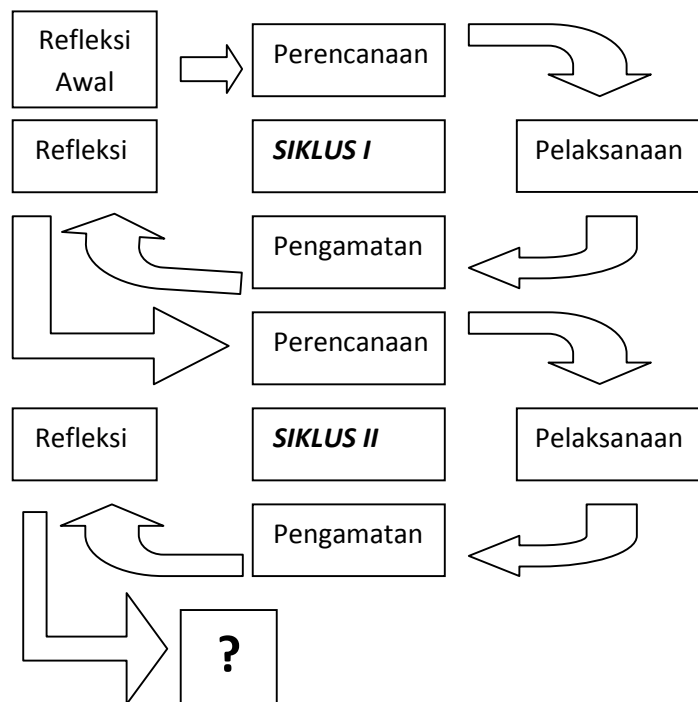 Refleksi
Awal
Perencanaan
Refleksi
SIKLUS I
Pelaksanaan
Pengamatan
Perencanaan
Refleksi
SIKLUS II
Pelaksanaan
Pengamatan
?